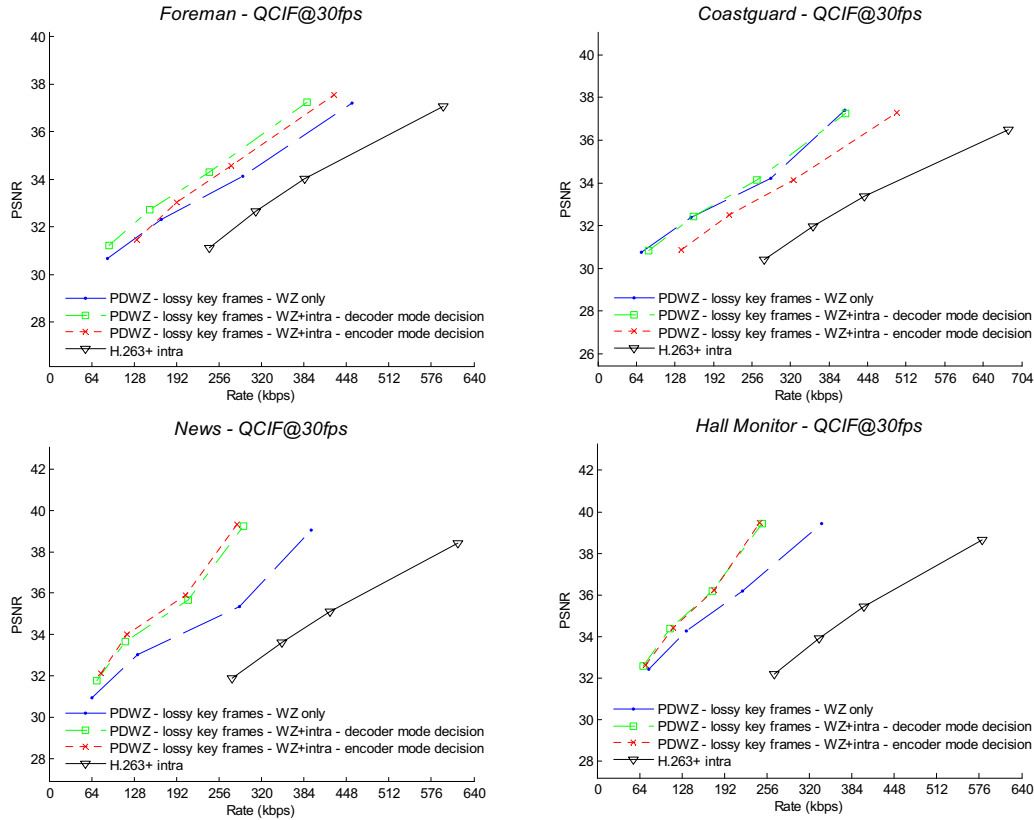 Foreman - QCIF@30fps
40
38
36
34
32
30
28
PSNR
PDWZ - lossy key frames - WZ only
PDWZ - lossy key frames - WZ+intra - decoder mode decision
PDWZ - lossy key frames - WZ+intra - encoder mode decision
H.263+ intra
0 64 128 192 256 320 384 448 512 576 640
Rate (kbps)
Coastguard - QCIF@30fps
40
38
36
34
32
30
28
26
PSNR
PDWZ - lossy key frames - WZ only
PDWZ - lossy key frames - WZ+intra - decoder mode decision
PDWZ - lossy key frames - WZ+intra - encoder mode decision
H.263+ intra
0 64 128 192 256 320 384 448 512 576 640 704
Rate (kbps)
News - QCIF@30fps
42
40
38
36
34
32
30
28
PSNR
PDWZ - lossy key frames - WZ only
PDWZ - lossy key frames - WZ+intra - decoder mode decision
PDWZ - lossy key frames - WZ+intra - encoder mode decision
H.263+ intra
0 64 128 192 256 320 384 448 512 576 640
Rate (kbps)
Hall Monitor - QCIF@30fps
42
40
38
36
34
32
30
28
PSNR
PDWZ - lossy key frames - WZ only
PDWZ - lossy key frames - WZ+intra - decoder mode decision
PDWZ - lossy key frames - WZ+intra - encoder mode decision
H.263+ intra
0 64 128 192 256 320 384 448 512 576 640
Rate (kbps)